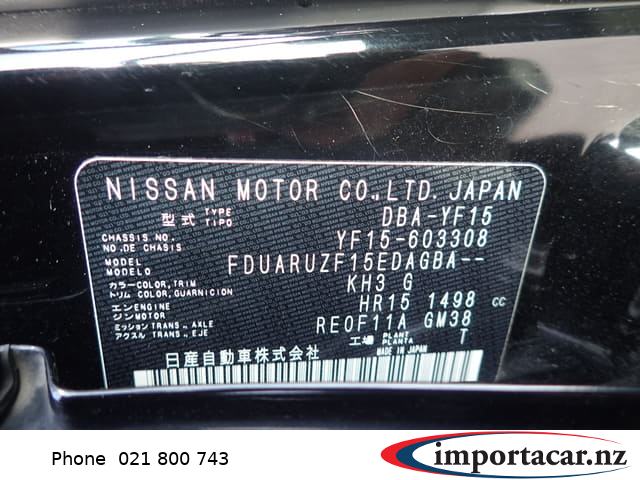 NISSAN MOTOR CO.,LTD. JAPAN
型式 TYPE TIPO DBA-YF15
CHASSIS NO. NO.DE CHASSIS YF15-603308
MODEL MODELO FDUARUZF15EDAGBA--
カラー COLOR, TRIM
トリム COLOR, GUARNICION KH3 G
エンジン ENGINE MOTOR HR15 1498 cc
ミッション TRANS., AXLE
アクスル TRANS., EJE RE0F11A GM38
工場 PLANT PLANTA T
日産自動車株式会社 MADE IN JAPAN
Phone 021 800 743
importacar.nz